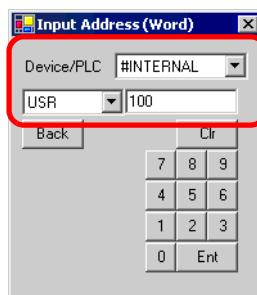 Input Address (Word)
Device/PLC #INTERNAL
USR 100
Back Clr
7 8 9
4 5 6
1 2 3
0 Ent